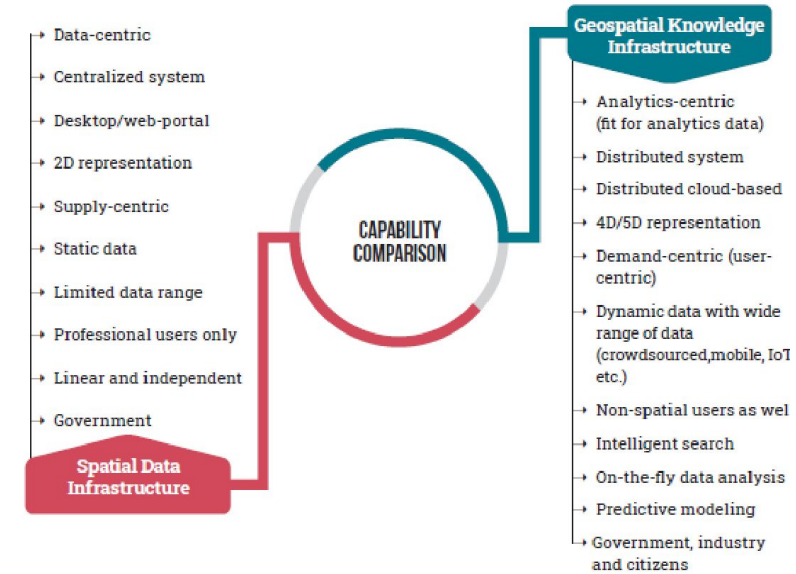 Data-centric
Centralized system
Desktop/web-portal
2D representation
Supply-centric
Static data
Limited data range
Professional users only
Linear and independent
Government
Spatial Data
Infrastructure
CAPABILITY
COMPARISON
Geospatial Knowledge
Infrastructure
Analytics-centric
(fit for analytics data)
Distributed system
Distributed cloud-based
4D/5D representation
Demand-centric (user-
centric)
Dynamic data with wide
range of data
(crowdsourced,mobile, IoT
etc.)
Non-spatial users as wel
Intelligent search
On-the-fly data analysis
Predictive modeling
Government, industry
and citizens